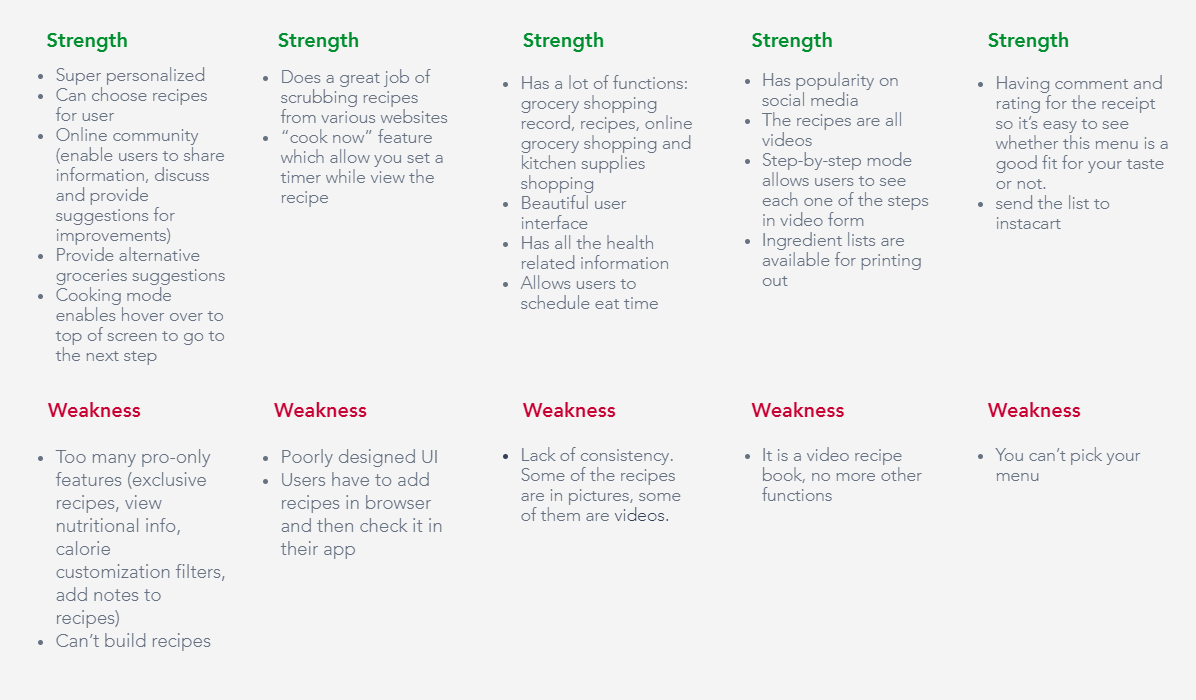 Strength
• Super personalized
• Can choose recipes
for user
• Online community
(enable users to share
information, discuss
and provide
suggestions for
improvements)
• Provide alternative
groceries suggestions
• Cooking mode
enables hover over to
top of screen to go to
the next step
Strength
• Does a great job of
scrubbing recipes
from various websites
• “cook now” feature
which allow you set a
timer while view the
recipe
Strength
• Has a lot of functions:
grocery shopping
record, recipes, online
grocery shopping and
kitchen supplies
shopping
• Beautiful user
interface
• Has all the health
related information
• Allows users to
schedule eat time
Strength
• Has popularity on
social media
• The recipes are all
videos
• Step-by-step mode
allows users to see
each one of the steps
in video form
• Ingredient lists are
available for printing
out
Strength
• Having comment and
rating for the receipt
so it’s easy to see
whether this menu is a
good fit for your taste
or not.
• send the list to
instacart
Weakness
• Too many pro-only
features (exclusive
recipes, view
nutritional info,
calorie
customization filters,
add notes to
recipes)
• Can’t build recipes
Weakness
• Poorly designed UI
• Users have to add
recipes in browser
and then check it in
their app
Weakness
• Lack of consistency.
Some of the recipes
are in pictures, some
of them are videos.
Weakness
• It is a video recipe
book, no more other
functions
Weakness
• You can’t pick your
menu